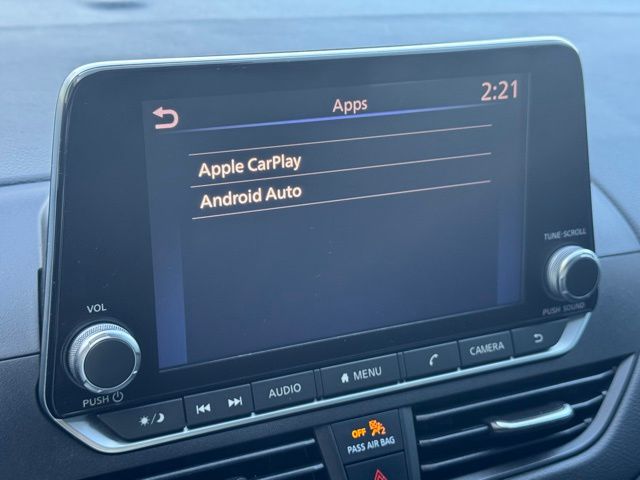 Apps
2:21
Apple CarPlay
Android Auto
VOL
PUSH
TUNE·SCROLL
PUSH SOUND
AUDIO
MENU
CAMERA
OFF
2
PASS AIR BAG